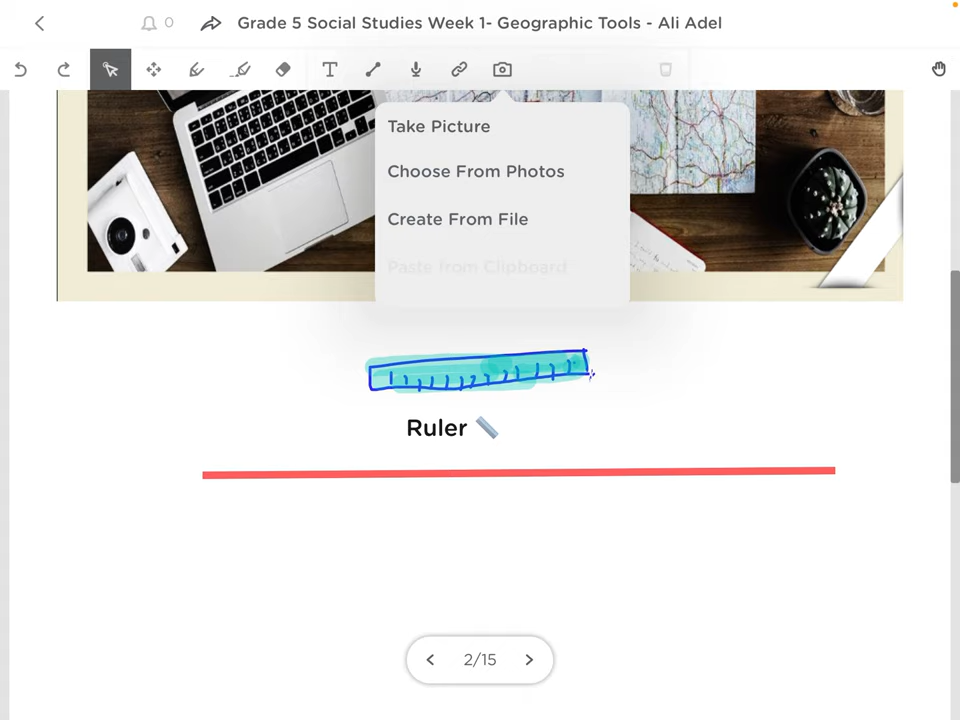 0
Grade 5 Social Studies Week 1- Geographic Tools - Ali Adel
T
Take Picture
Choose From Photos
Create From File
Paste from Clipboard
Ruler
2/15